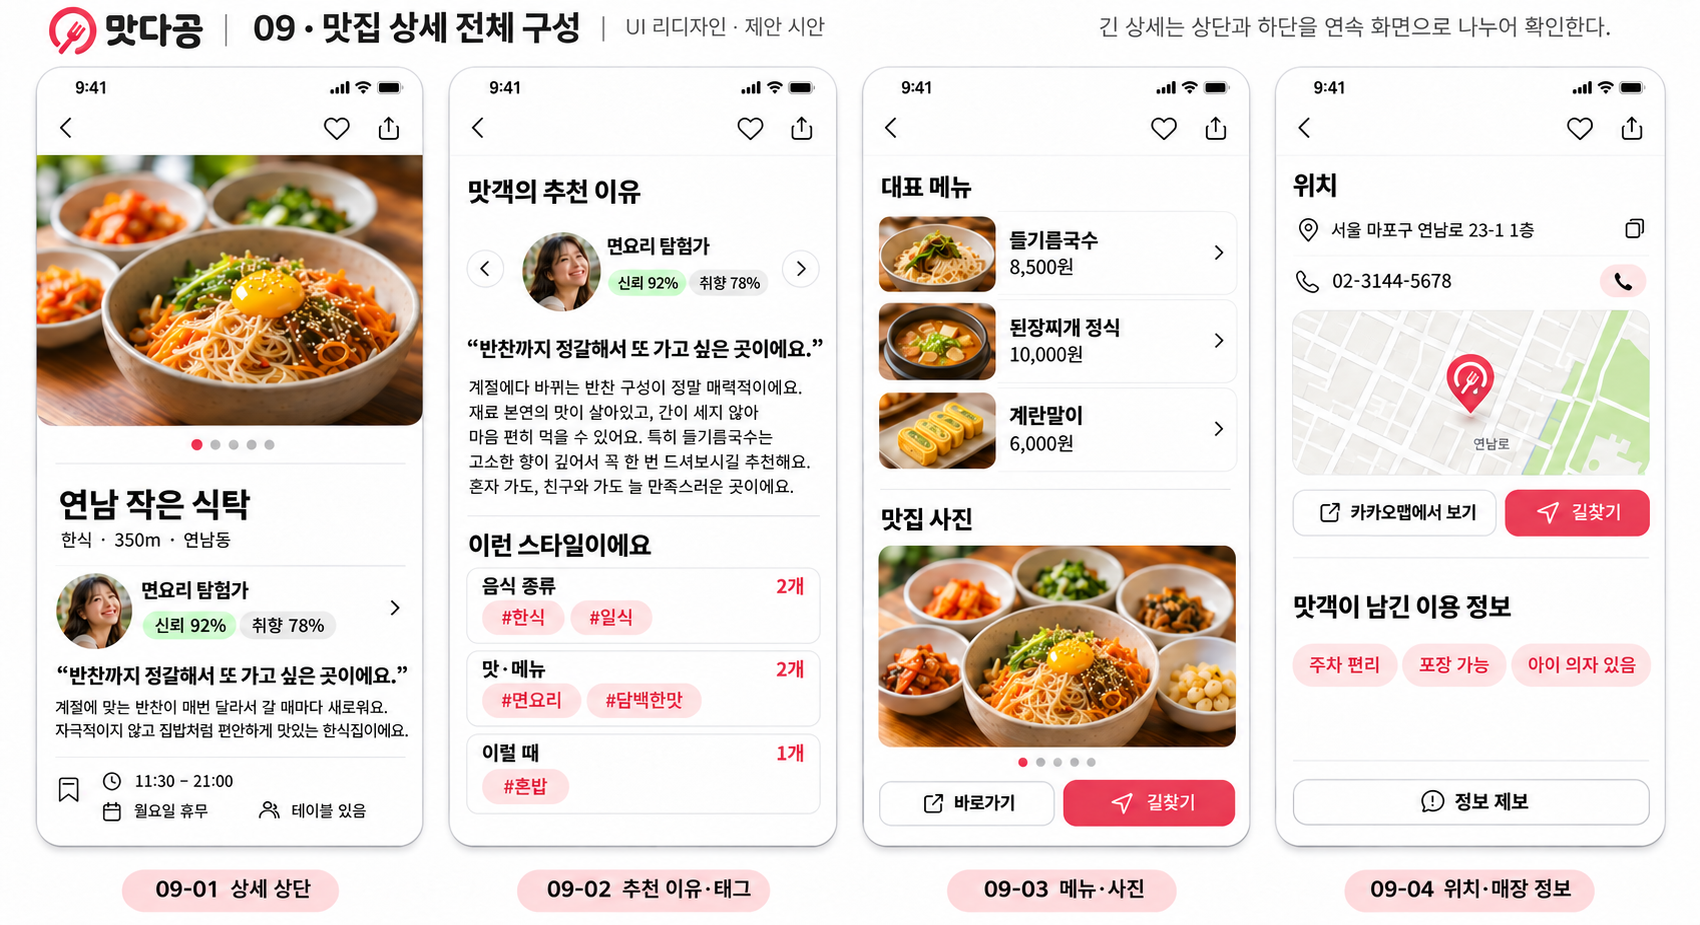 맛다공
09 · 맛집 상세 전체 구성
UI 리디자인 · 제안 시안
긴 상세는 상단과 하단을 연속 화면으로 나누어 확인한다.
9:41
연남 작은 식탁
한식 · 350m · 연남동
면요리 탐험가
신뢰 92% 취향 78%
“반찬까지 정갈해서 또 가고 싶은 곳이에요.”
계절에 맞는 반찬이 매번 달라서 갈 때마다 새로워요.
자극적이지 않고 집밥처럼 편안하게 맛있는 한식집이에요.
11:30 – 21:00
월요일 휴무 테이블 있음
09-01 상세 상단
9:41
맛객의 추천 이유
면요리 탐험가
신뢰 92% 취향 78%
“반찬까지 정갈해서 또 가고 싶은 곳이에요.”
계절에다 바뀌는 반찬 구성이 정말 매력적이에요.
재료 본연의 맛이 살아있고, 간이 세지 않아
마음 편히 먹을 수 있어요. 특히 들기름국수는
고소한 향이 깊어서 꼭 한 번 드셔보시길 추천해요.
혼자 가도, 친구와 가도 늘 만족스러운 곳이에요.
이런 스타일이에요
음식 종류 2개
#한식 #일식
맛·메뉴 2개
#면요리 #담백한맛
이럴 때 1개
#혼밥
09-02 추천 이유·태그
9:41
대표 메뉴
들기름국수
8,500원
된장찌개 정식
10,000원
계란말이
6,000원
맛집 사진
바로가기 길찾기
09-03 메뉴·사진
9:41
위치
서울 마포구 연남로 23-1 1층
02-3144-5678
연남로
카카오맵에서 보기 길찾기
맛객이 남긴 이용 정보
주차 편리 포장 가능 아이 의자 있음
정보 제보
09-04 위치·매장 정보